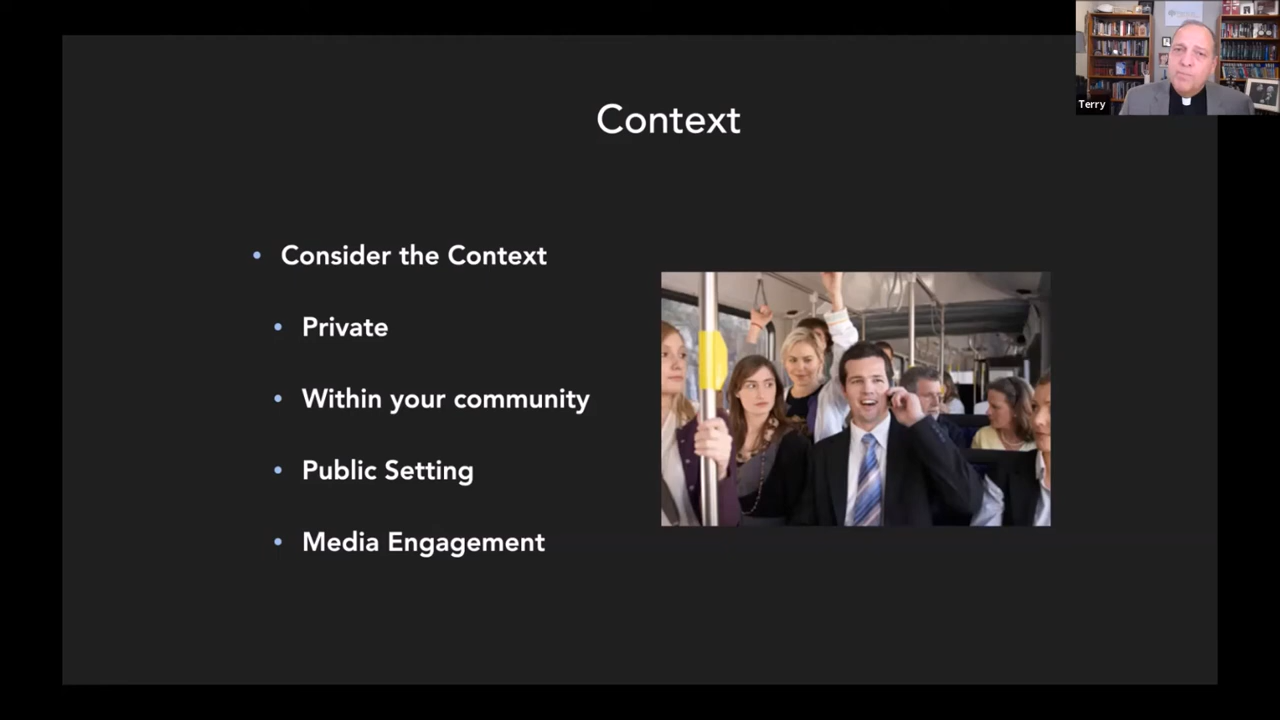 Context
Terry
Consider the Context
Private
Within your community
Public Setting
Media Engagement